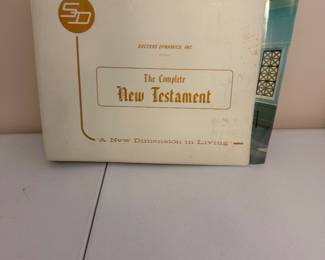 SD
SUCCESS DYNAMICS, INC.
The Complete
New Testament
A New Dimension in Living